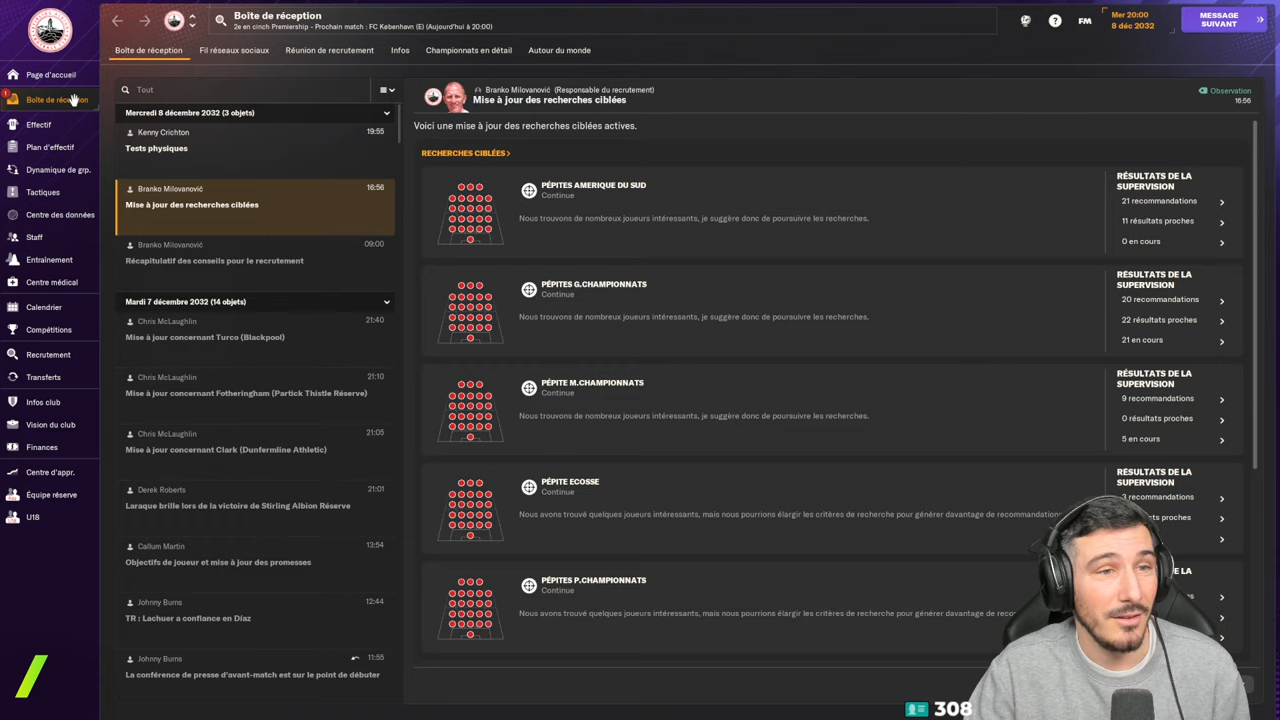 Boîte de réception
2e en cinch Premiership - Prochain match : FC København (E) (Aujourd'hui à 20:00)
FM
Mer 20:00
8 déc 2032
MESSAGE
SUIVANT
Boîte de réception
Fil réseaux sociaux
Réunion de recrutement
Infos
Championnats en détail
Autour du monde
Page d'accueil
1
Boîte de réception
Effectif
Plan d'effectif
Dynamique de grp.
Tactiques
Centre des données
Staff
Entraînement
Centre médical
Calendrier
Compétitions
Recrutement
Transferts
Infos club
Vision du club
Finances
Centre d'appr.
Équipe réserve
U18
Tout
Mercredi 8 décembre 2032 (3 objets)
Kenny Crichton
19:55
Tests physiques
Branko Milovanović
16:56
Mise à jour des recherches ciblées
Branko Milovanović
09:00
Récapitulatif des conseils pour le recrutement
Mardi 7 décembre 2032 (14 objets)
Chris McLaughlin
21:40
Mise à jour concernant Turco (Blackpool)
Chris McLaughlin
21:10
Mise à jour concernant Fotheringham (Partick Thistle Réserve)
Chris McLaughlin
21:05
Mise à jour concernant Clark (Dunfermline Athletic)
Derek Roberts
21:01
Laraque brille lors de la victoire de Stirling Albion Réserve
Callum Martin
13:54
Objectifs de joueur et mise à jour des promesses
Johnny Burns
12:44
TR : Lachuer a confiance en Díaz
Johnny Burns
11:55
La conférence de presse d'avant-match est sur le point de débuter
Branko Milovanović (Responsable du recrutement)
Mise à jour des recherches ciblées
Observation
16:56
Voici une mise à jour des recherches ciblées actives.
RECHERCHES CIBLÉES >
PÉPITES AMERIQUE DU SUD
Continue
Nous trouvons de nombreux joueurs intéressants, je suggère donc de poursuivre les recherches.
RÉSULTATS DE LA
SUPERVISION
21 recommandations
11 résultats proches
0 en cours
PÉPITES G.CHAMPIONNATS
Continue
Nous trouvons de nombreux joueurs intéressants, je suggère donc de poursuivre les recherches.
RÉSULTATS DE LA
SUPERVISION
20 recommandations
22 résultats proches
21 en cours
PÉPITE M.CHAMPIONNATS
Continue
Nous trouvons de nombreux joueurs intéressants, je suggère donc de poursuivre les recherches.
RÉSULTATS DE LA
SUPERVISION
9 recommandations
0 résultats proches
5 en cours
PÉPITE ECOSSE
Continue
Nous avons trouvé quelques joueurs intéressants, mais nous pourrions élargir les critères de recherche pour générer davantage de recommandations
RÉSULTATS DE LA
SUPERVISION
3 recommandations
proches
PÉPITES P.CHAMPIONNATS
Continue
Nous avons trouvé quelques joueurs intéressants, mais nous pourrions élargir les critères de recherche pour générer davantage de
LA
308